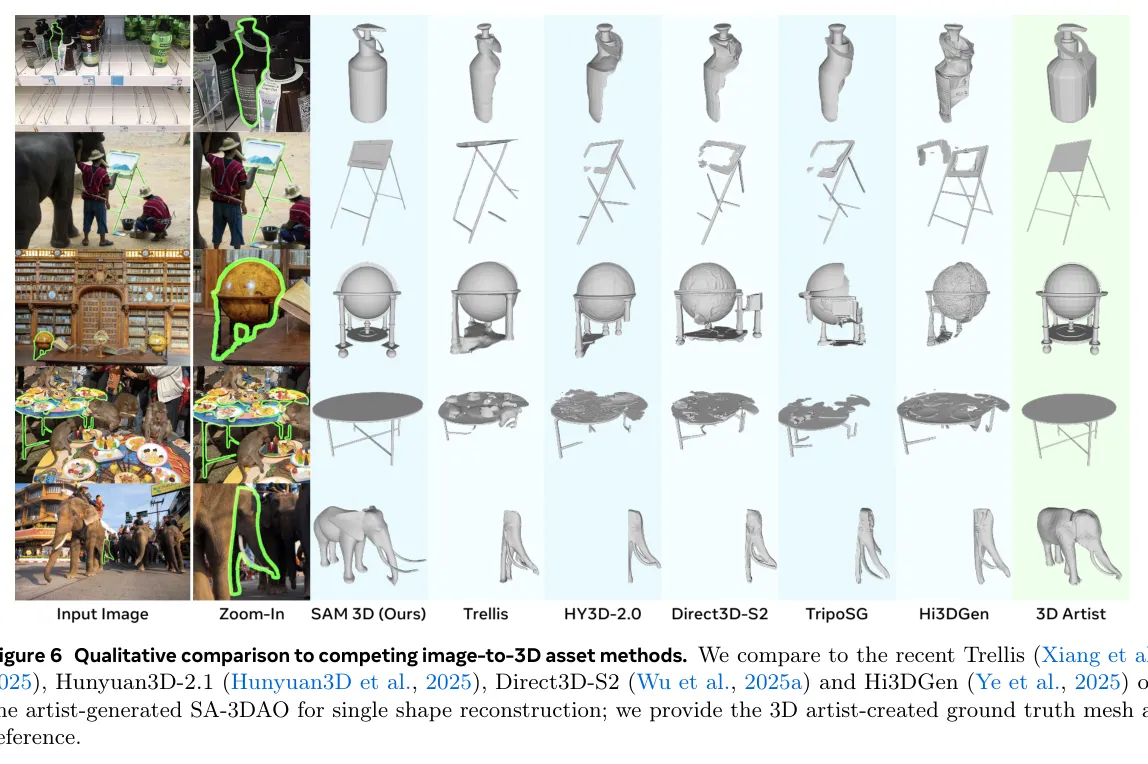 Input Image Zoom-In SAM 3D (Ours) Trellis HY3D-2.0 Direct3D-S2 TripoSG Hi3DGen 3D Artist
igure 6 Qualitative comparison to competing image-to-3D asset methods. We compare to the recent Trellis (Xiang et a
025), Hunyuan3D-2.1 (Hunyuan3D et al., 2025), Direct3D-S2 (Wu et al., 2025a) and Hi3DGen (Ye et al., 2025) o
ne artist-generated SA-3DAO for single shape reconstruction; we provide the 3D artist-created ground truth mesh a
eference.